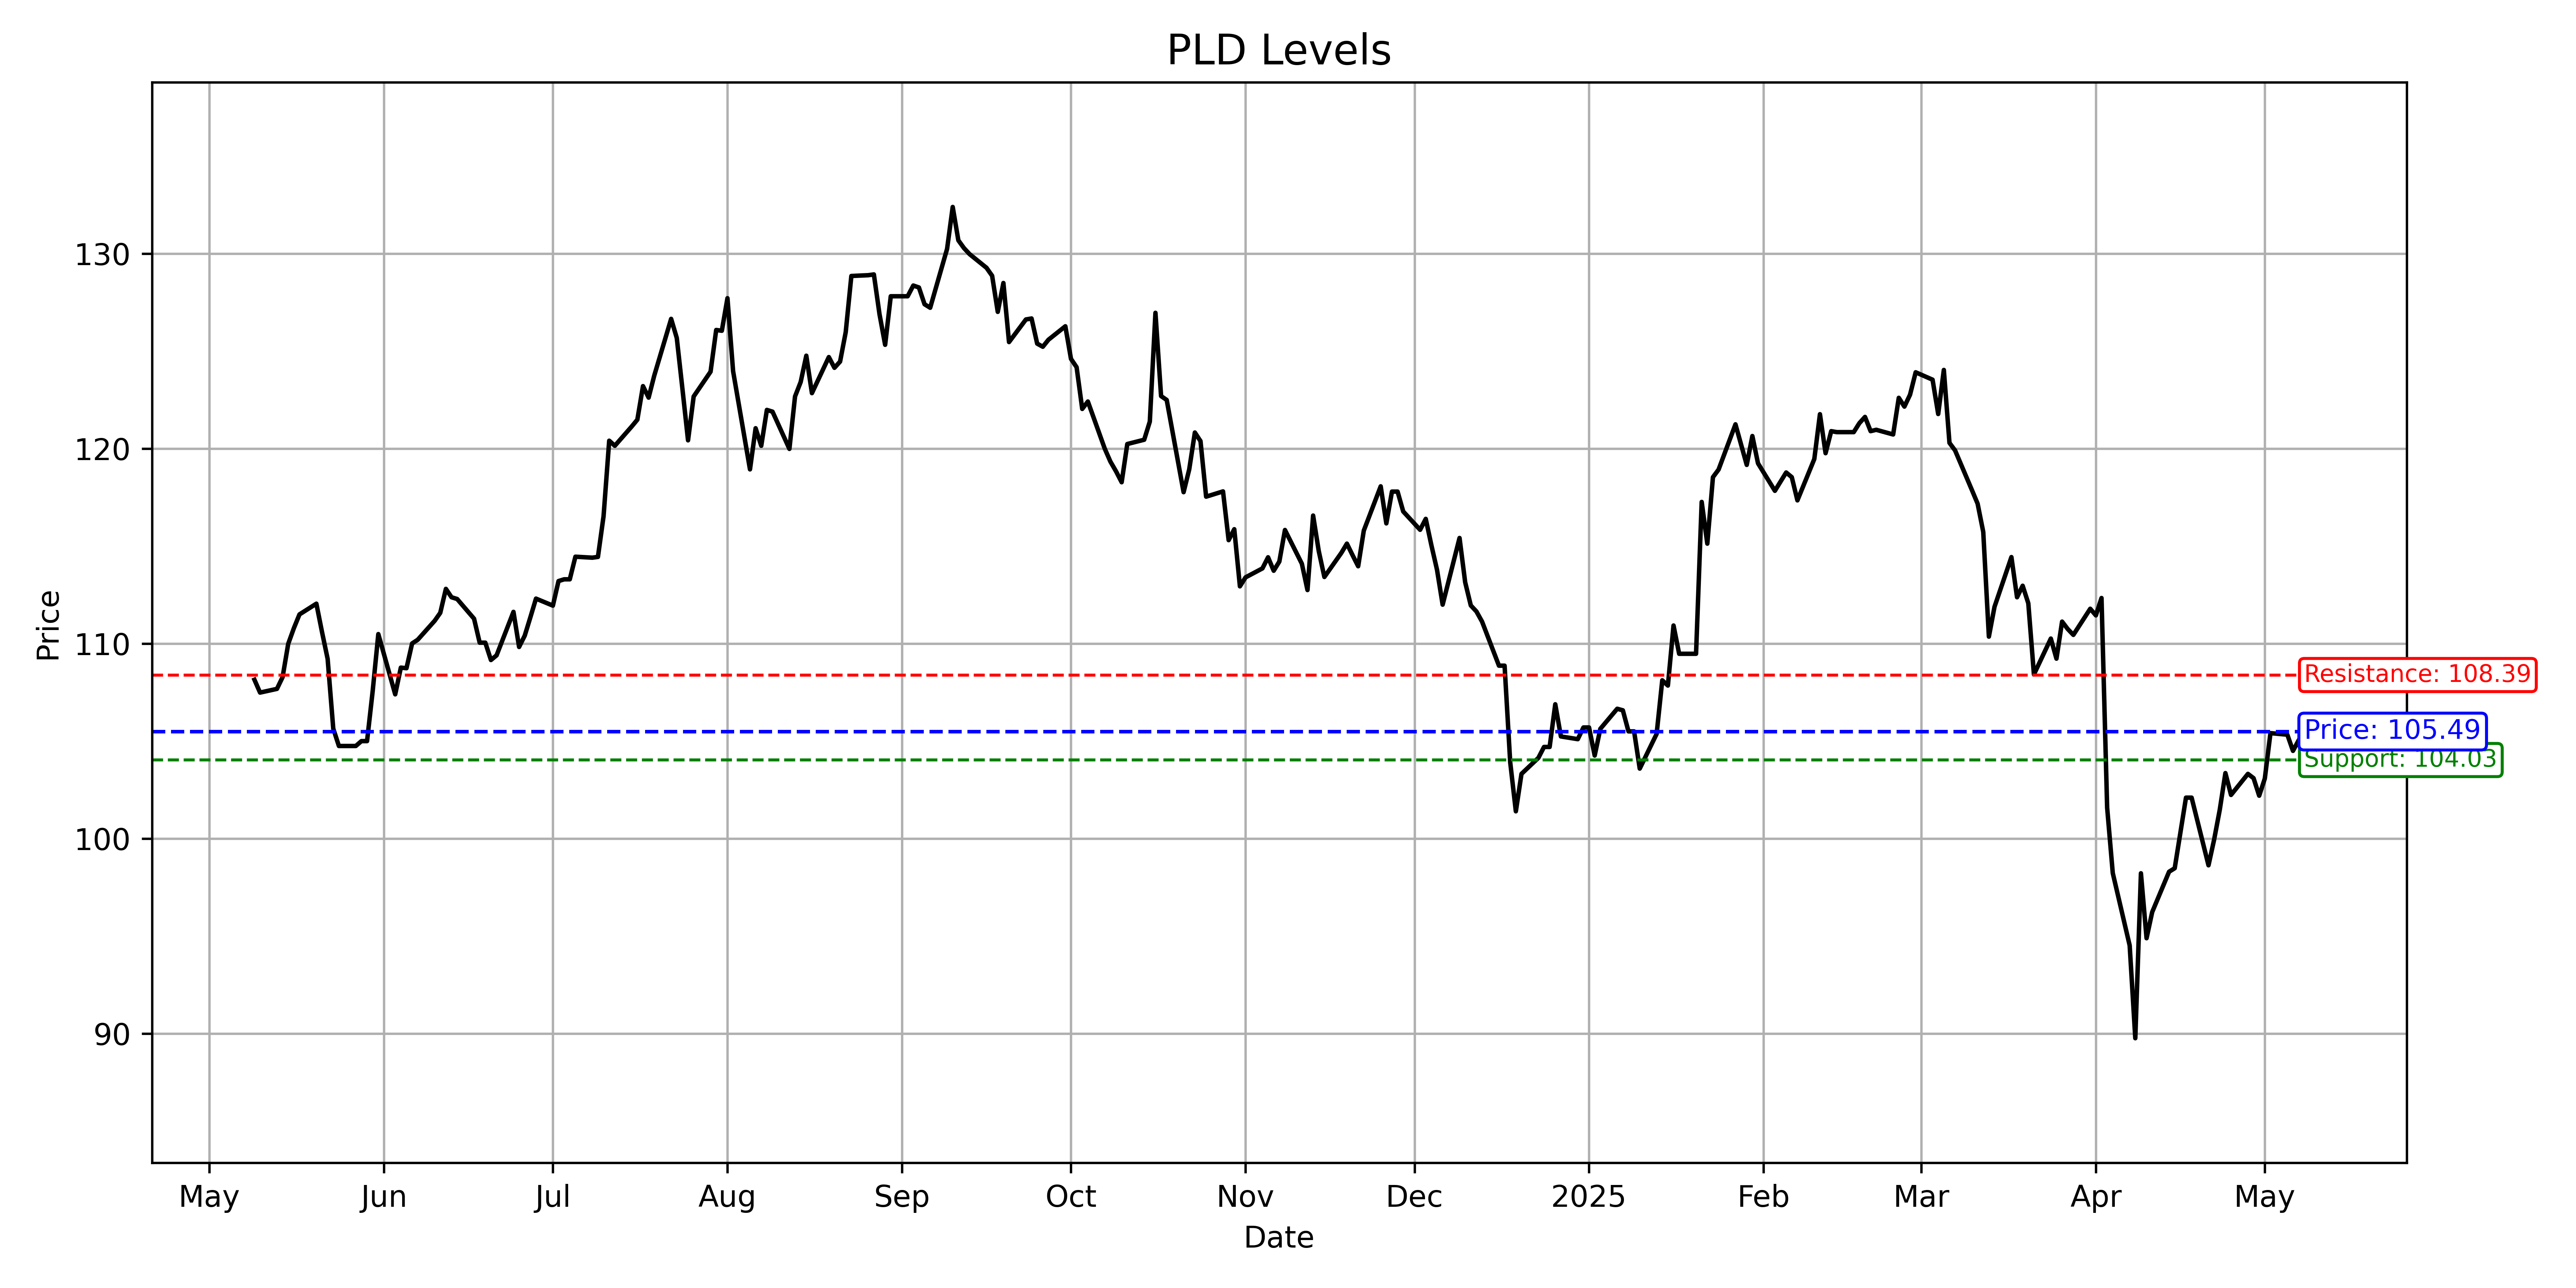 PLD Levels
Price
130
120
110
100
90
Resistance: 108.39
Price: 105.49
Support: 104.03
May
Jun
Jul
Aug
Sep
Oct
Nov
Dec
2025
Feb
Mar
Apr
May
Date